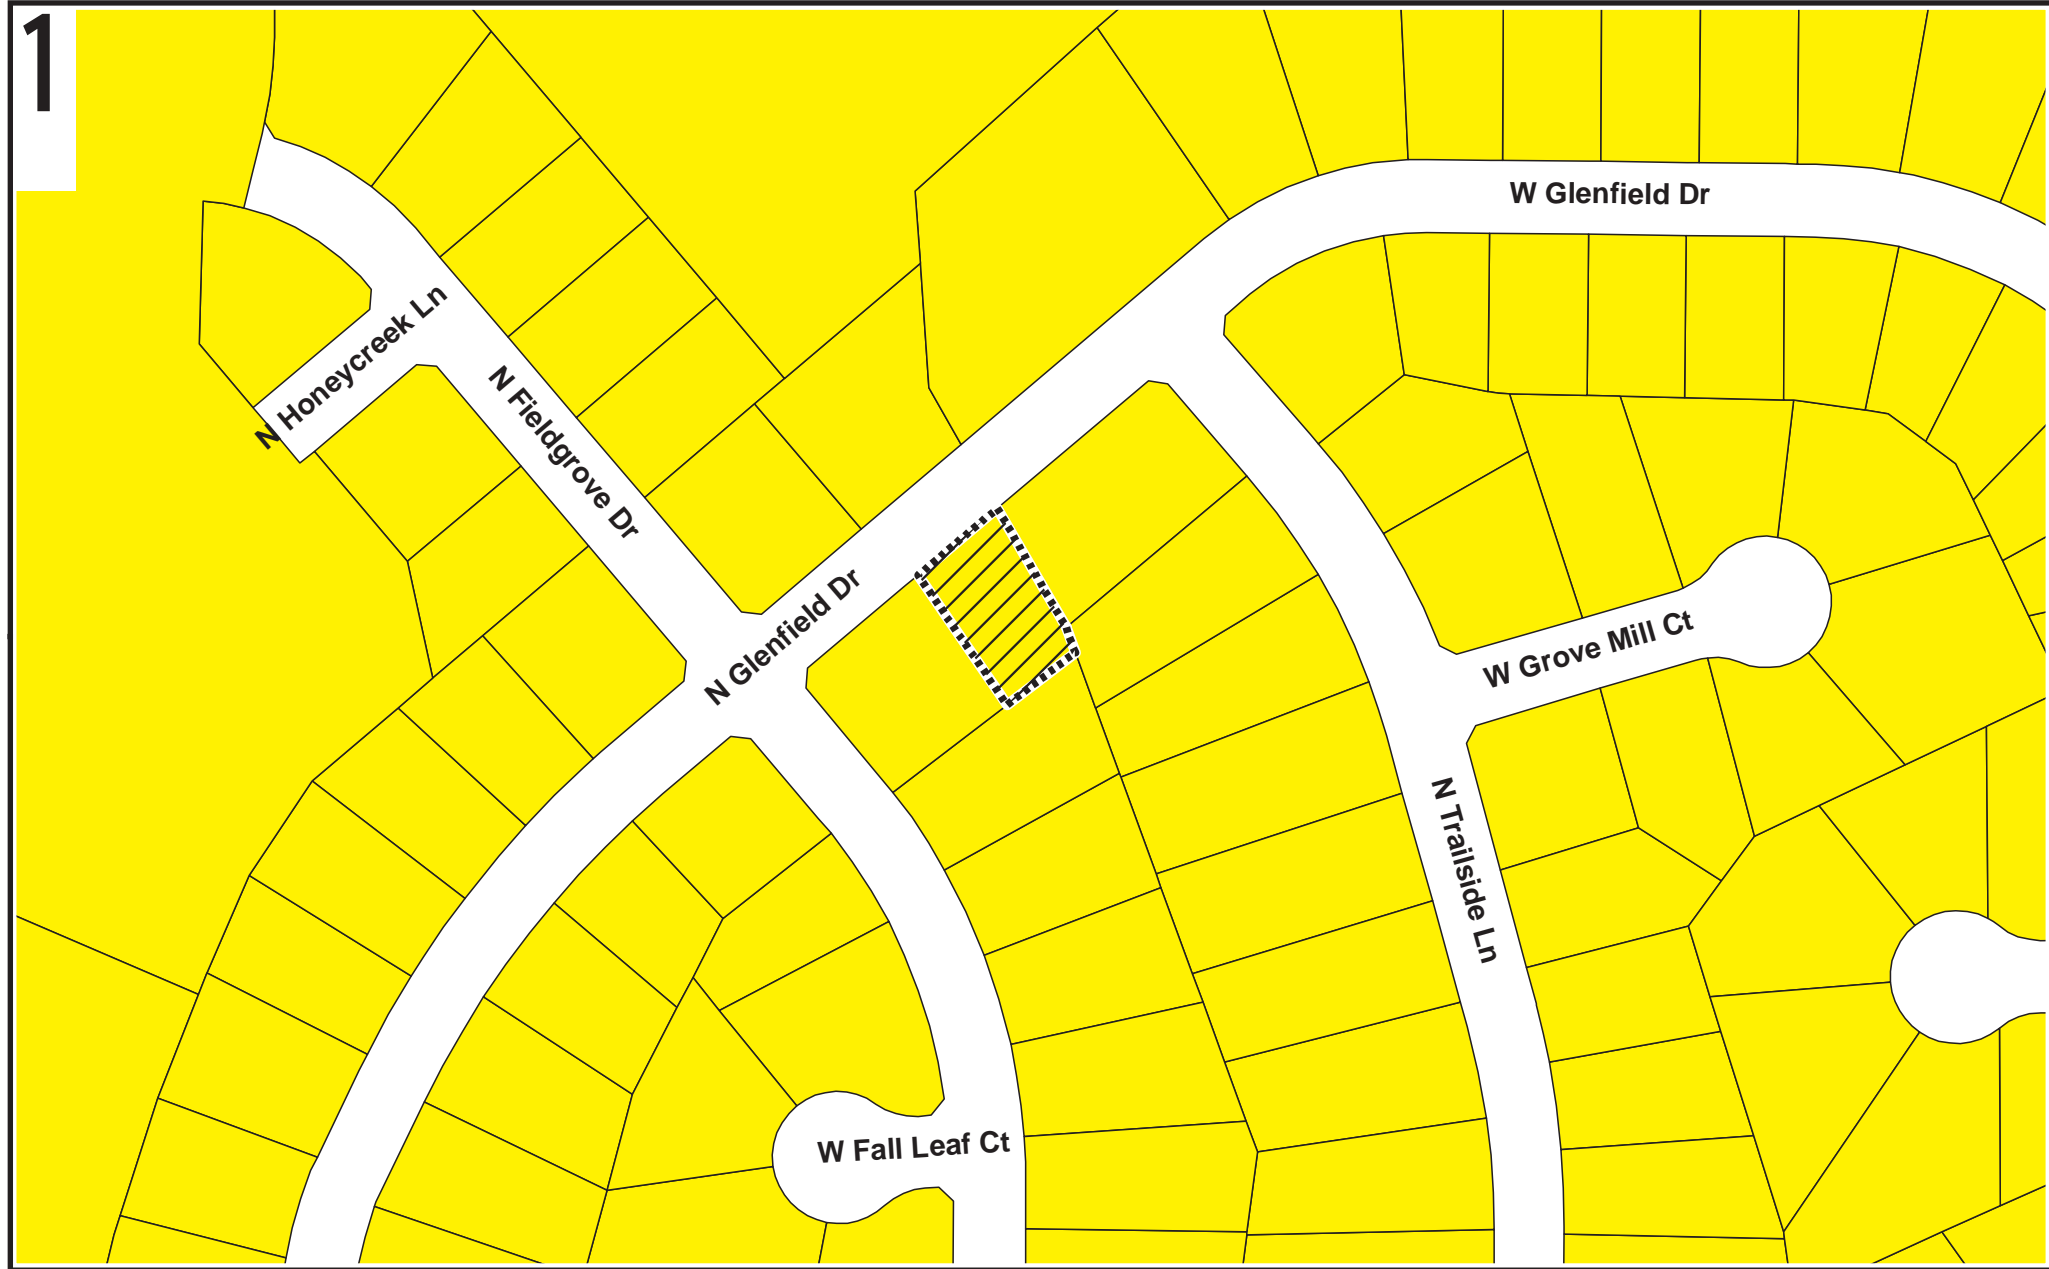 1
W Glenfield Dr
N Honeycreek Ln
N Fieldgrove Dr
N Glenfield Dr
W Grove Mill Ct
N Trailside Ln
W Fall Leaf Ct